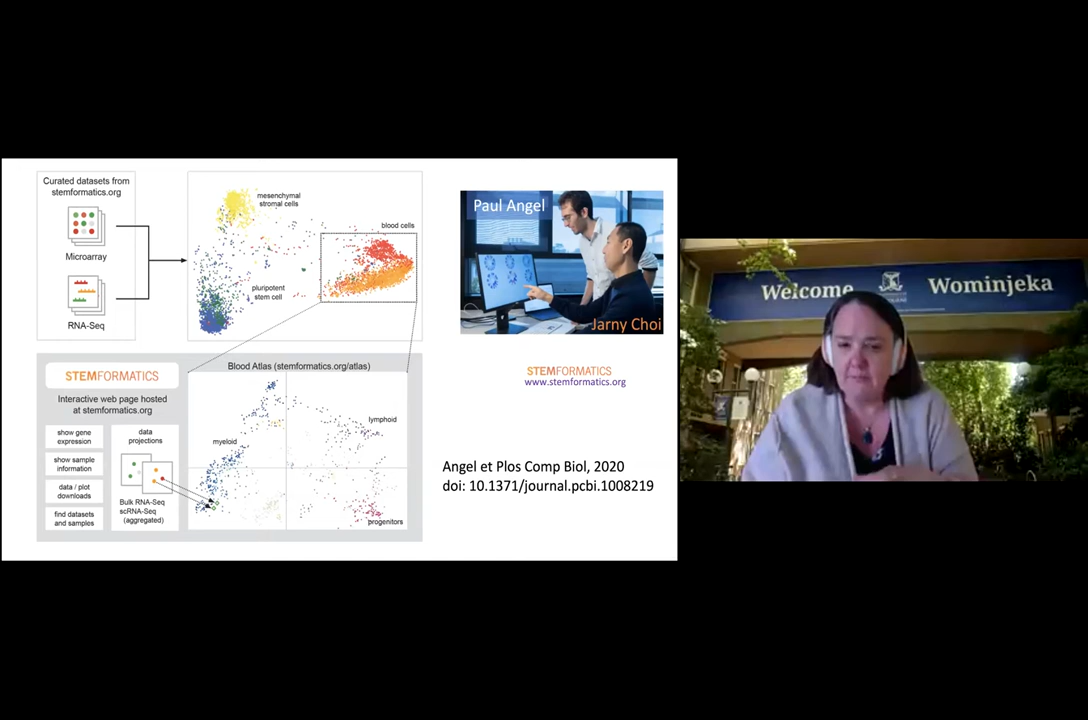 Curated datasets from
stemformatics.org
Microarray
RNA-Seq
mesenchymal
stromal cells
blood cells
pluripotent
stem cell
STEMFORMATICS
Interactive web page hosted
at stemformatics.org
show gene
expression
show sample
information
data / plot
downloads
find datasets
and samples
data
projections
Bulk RNA-Seq
scRNA-Seq
(aggregated)
Blood Atlas (stemformatics.org/atlas)
myeloid
lymphoid
progenitors
Paul Angel
Jarny Choi
STEMFORMATICS
www.stemformatics.org
Angel et Plos Comp Biol, 2020
doi: 10.1371/journal.pcbi.1008219
Welcome
Wominjeka